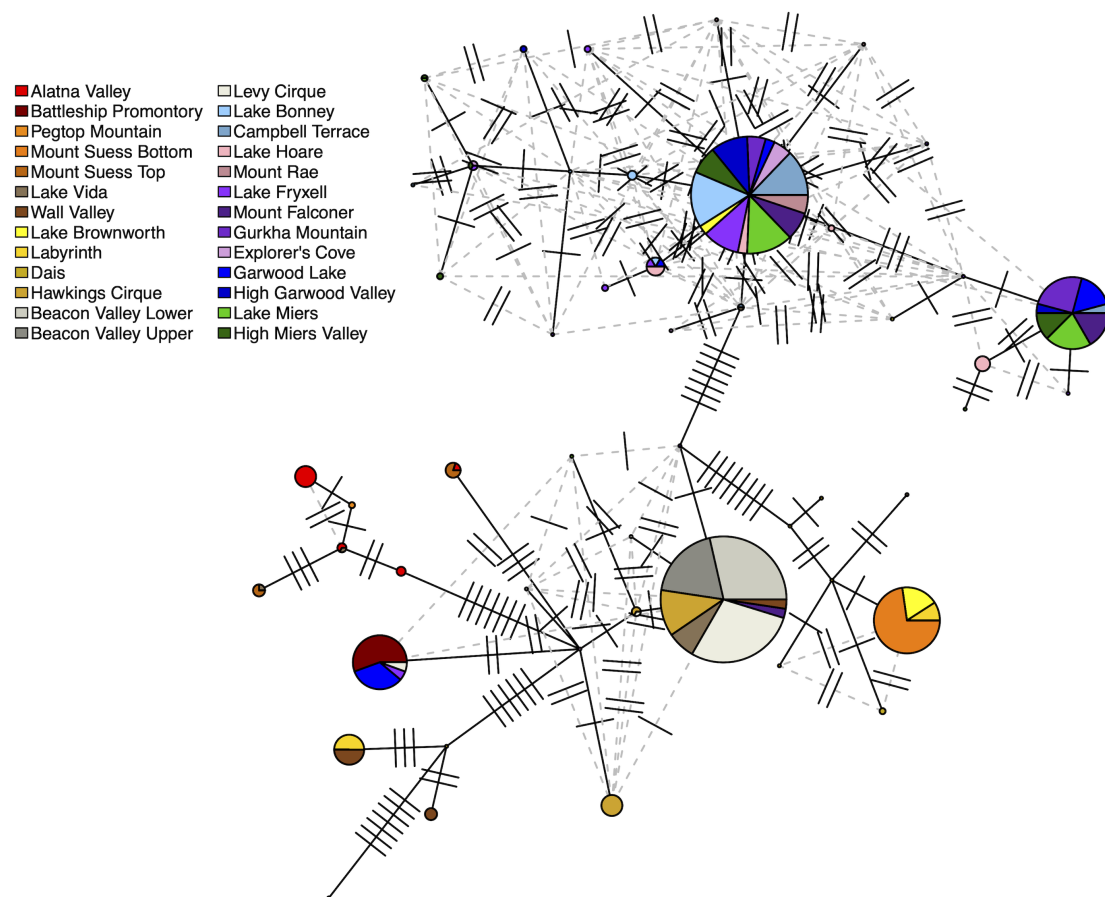 Alatna Valley
Battleship Promontory
Pegtop Mountain
Mount Suess Bottom
Mount Suess Top
Lake Vida
Wall Valley
Lake Brownworth
Labyrinth
Dais
Hawkings Cirque
Beacon Valley Lower
Beacon Valley Upper
Levy Cirque
Lake Bonney
Campbell Terrace
Lake Hoare
Mount Rae
Lake Fryxell
Mount Falconer
Gurkha Mountain
Explorer's Cove
Garwood Lake
High Garwood Valley
Lake Miers
High Miers Valley